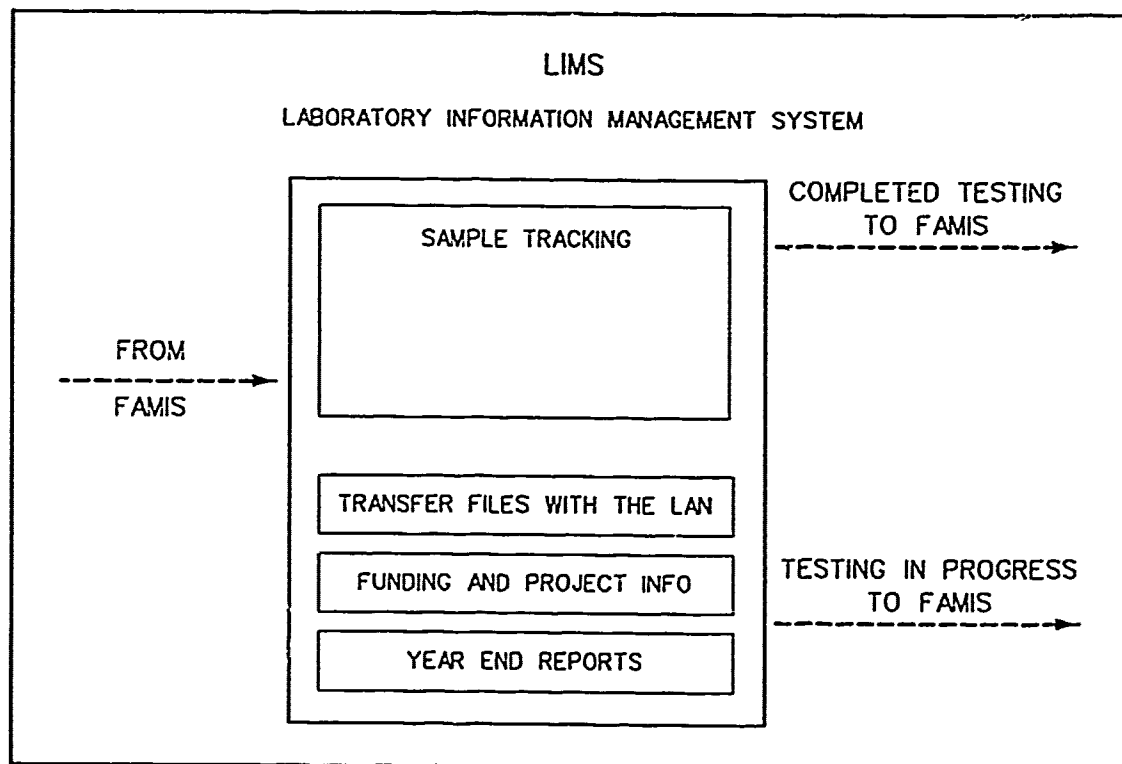 LIMS
LABORATORY INFORMATION MANAGEMENT SYSTEM
SAMPLE TRACKING
COMPLETED TESTING
TO FAMIS
FROM
FAMIS
TRANSFER FILES WITH THE LAN
FUNDING AND PROJECT INFO
YEAR END REPORTS
TESTING IN PROGRESS
TO FAMIS